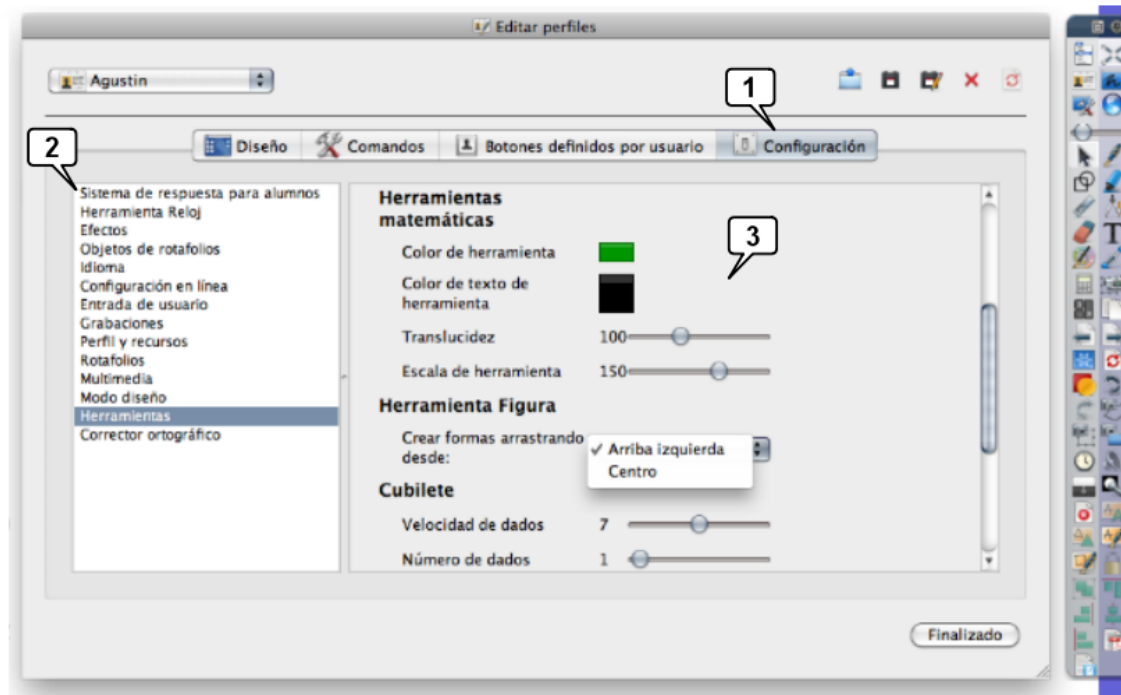 Editar perfiles
Agustin
1
2
Diseño
Comandos
Botones definidos por usuario
Configuración
Sistema de respuesta para alumnos
Herramienta Reloj
Efectos
Objetos de rotafolios
Idioma
Configuración en línea
Entrada de usuario
Grabaciones
Perfil y recursos
Rotafolios
Multimedia
Modo diseño
Herramientas
Corrector ortográfico
Herramientas
matemáticas
3
Color de herramienta
Color de texto de
herramienta
Translucidez 100
Escala de herramienta 150
Herramienta Figura
Crear formas arrastrando
desde:
✓ Arriba izquierda
Centro
Cubilete
Velocidad de dados 7
Número de dados 1
Finalizado
T